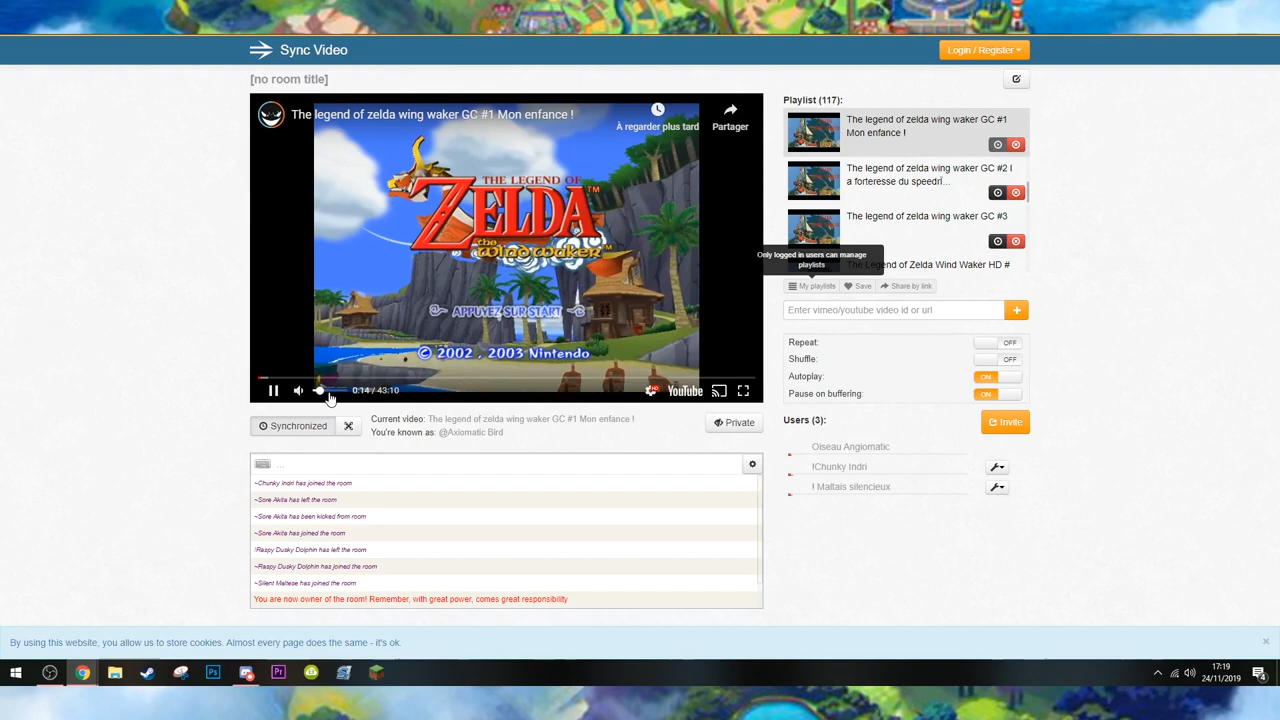 Sync Video
Login / Register
[no room title]
The legend of zelda wing waker GC #1 Mon enfance !
À regarder plus tard
Partager
THE LEGEND OF
ZELDA™
the
Wind Waker™
APPUYEZ SUR START
© 2002 , 2003 Nintendo
0:14 / 43:10
HD
YouTube
Playlist (117):
The legend of zelda wing waker GC #1
Mon enfance !
The legend of zelda wing waker GC #2 l
a forteresse du speedrï...
The legend of zelda wing waker GC #3
The Legend of Zelda Wind Waker HD #
Only logged in users can manage
playlists
My playlists
Save
Share by link
Enter vimeo/youtube video id or url
+
Repeat:
OFF
Shuffle:
OFF
Autoplay:
ON
Pause on buffering:
ON
Users (3):
Invite
Oiseau Angiomatic
!Chunky Indri
! Maltais silencieux
Synchronized
Current video: The legend of zelda wing waker GC #1 Mon enfance !
You're known as: @Axiomatic Bird
Private
...
~Chunky Indri has joined the room
~Sore Akita has left the room
~Sore Akita has been kicked from room
~Sore Akita has joined the room
!Raspy Dusky Dolphin has left the room
~Raspy Dusky Dolphin has joined the room
~Silent Maltese has joined the room
You are now owner of the room! Remember, with great power, comes great responsibility
By using this website, you allow us to store cookies. Almost every page does the same - it's ok.
×
Ps
Pr
17:19
24/11/2019
4